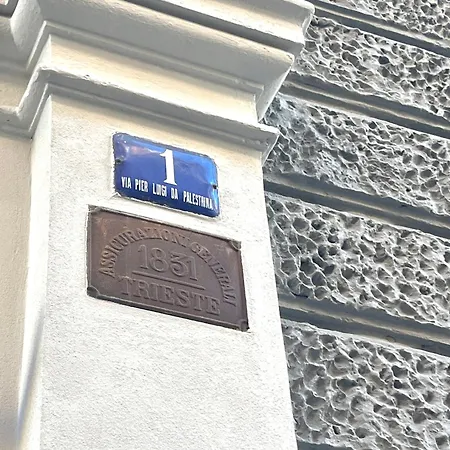 1
VIA PIER LUIGI DA PALESTRINA
ASSICURAZIONI GENERALI
1831
TRIESTE